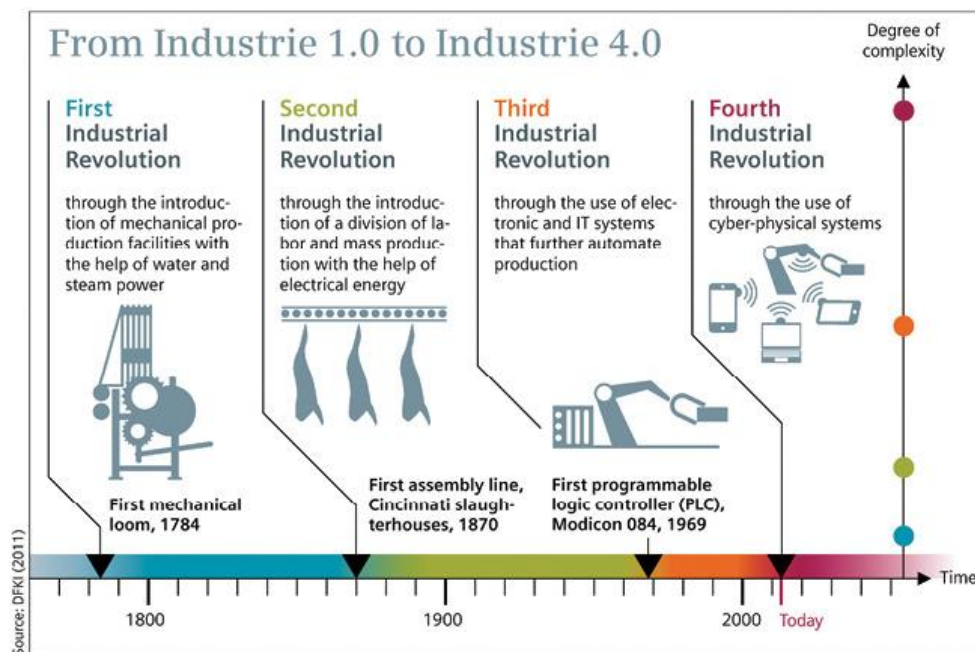 From Industrie 1.0 to Industrie 4.0
Degree of
complexity
First
Industrial
Revolution
through the introduc-
tion of mechanical pro-
duction facilities with
the help of water and
steam power
First mechanical
loom, 1784
Second
Industrial
Revolution
through the introduc-
tion of a division of la-
bor and mass produc-
tion with the help of
electrical energy
First assembly line,
Cincinnati slaugh-
terhouses, 1870
Third
Industrial
Revolution
through the use of elec-
tronic and IT systems
that further automate
production
First programmable
logic controller (PLC),
Modicon 084, 1969
Fourth
Industrial
Revolution
through the use of
cyber-physical systems
Time
1800
1900
2000
Today
Source: DFKI (2011)